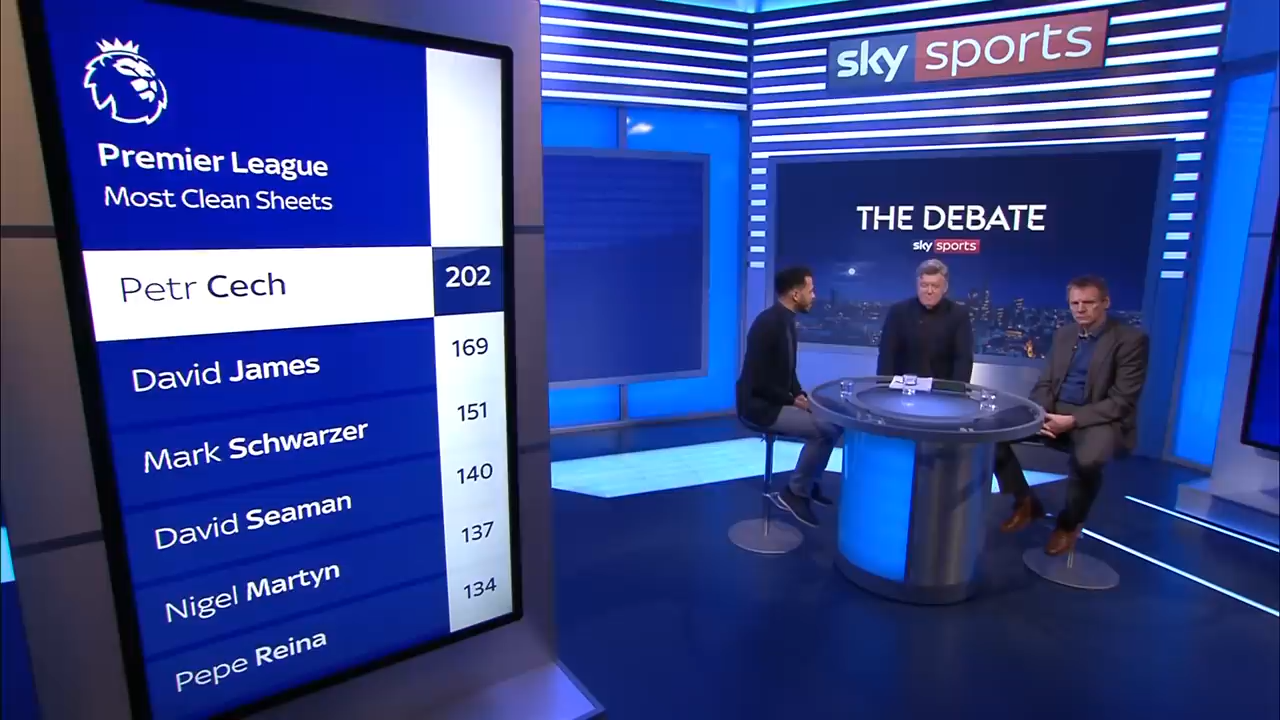 Premier League
Most Clean Sheets
Petr Cech 202
David James 169
Mark Schwarzer 151
David Seaman 140
Nigel Martyn 137
Pepe Reina 134
sky sports
THE DEBATE
sky sports